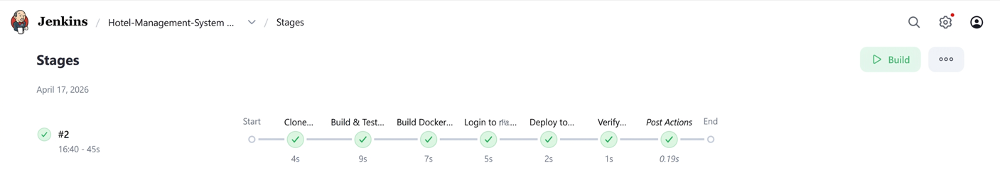 Jenkins / Hotel-Management-System ... / Stages
Stages
Build
April 17, 2026
Start Clone... Build & Test... Build Docker... Login to ... Deploy to... Verify... Post Actions End
#2
16:40 - 45s
4s 9s 7s 5s 2s 1s 0.19s